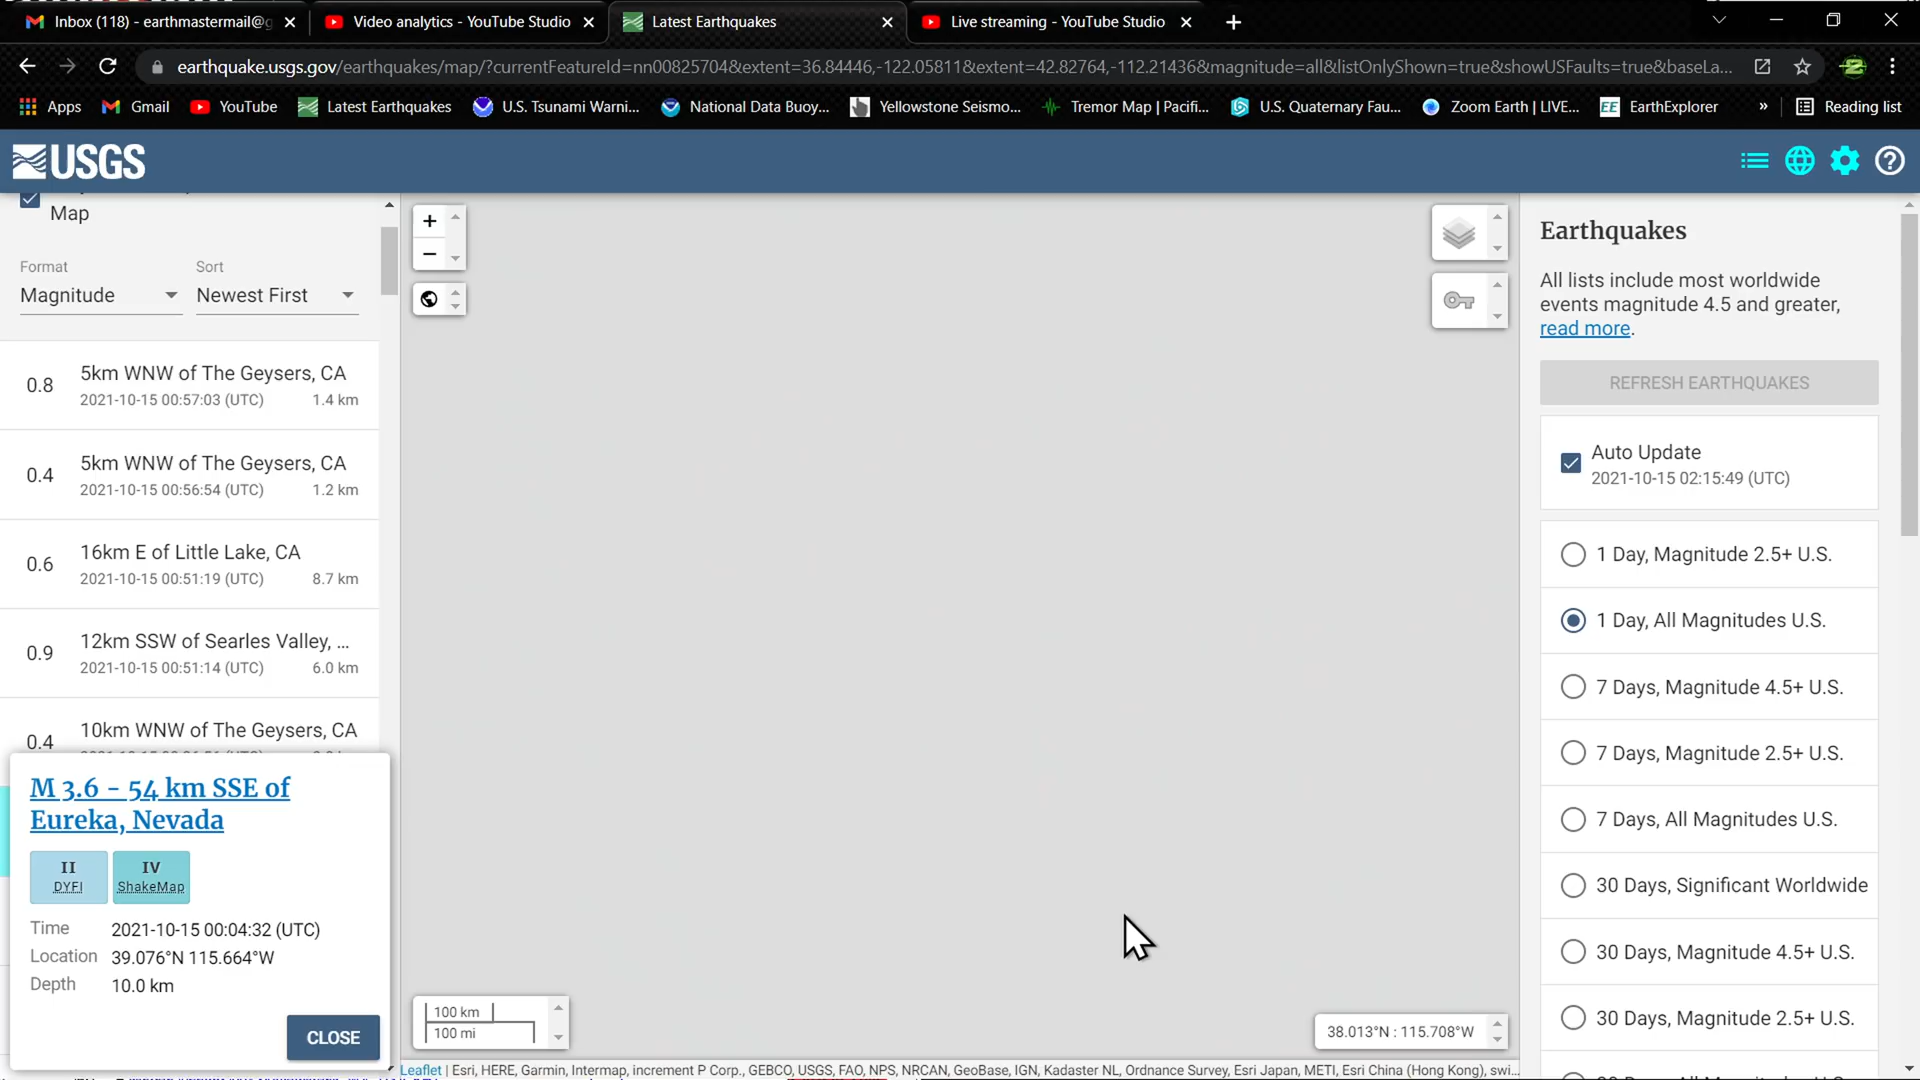 Inbox (118) - earthmastermail@g
Video analytics - YouTube Studio
Latest Earthquakes
Live streaming - YouTube Studio
earthquake.usgs.gov/earthquakes/map/?currentFeatureId=nn00825704&extent=36.84446,-122.05811&extent=42.82764,-112.21436&magnitude=all&listOnlyShown=true&showUSFaults=true&baseLa...
Apps
Gmail
YouTube
Latest Earthquakes
U.S. Tsunami Warni...
National Data Buoy...
Yellowstone Seismo...
Tremor Map | Pacifi...
U.S. Quaternary Fau...
Zoom Earth | LIVE...
EE EarthExplorer
»
Reading list
USGS
Map
Format
Magnitude
Sort
Newest First
0.8
5km WNW of The Geysers, CA
2021-10-15 00:57:03 (UTC) 1.4 km
0.4
5km WNW of The Geysers, CA
2021-10-15 00:56:54 (UTC) 1.2 km
0.6
16km E of Little Lake, CA
2021-10-15 00:51:19 (UTC) 8.7 km
0.9
12km SSW of Searles Valley, ...
2021-10-15 00:51:14 (UTC) 6.0 km
0.4
10km WNW of The Geysers, CA
M 3.6 - 54 km SSE of
Eureka, Nevada
II
DYFI
IV
ShakeMap
Time 2021-10-15 00:04:32 (UTC)
Location 39.076°N 115.664°W
Depth 10.0 km
CLOSE
+
−
100 km
100 mi
38.013°N : 115.708°W
Leaflet | Esri, HERE, Garmin, Intermap, increment P Corp., GEBCO, USGS, FAO, NPS, NRCAN, GeoBase, IGN, Kadaster NL, Ordnance Survey, Esri Japan, METI, Esri China (Hong Kong), swi...
Earthquakes
All lists include most worldwide
events magnitude 4.5 and greater,
read more.
REFRESH EARTHQUAKES
Auto Update
2021-10-15 02:15:49 (UTC)
1 Day, Magnitude 2.5+ U.S.
1 Day, All Magnitudes U.S.
7 Days, Magnitude 4.5+ U.S.
7 Days, Magnitude 2.5+ U.S.
7 Days, All Magnitudes U.S.
30 Days, Significant Worldwide
30 Days, Magnitude 4.5+ U.S.
30 Days, Magnitude 2.5+ U.S.